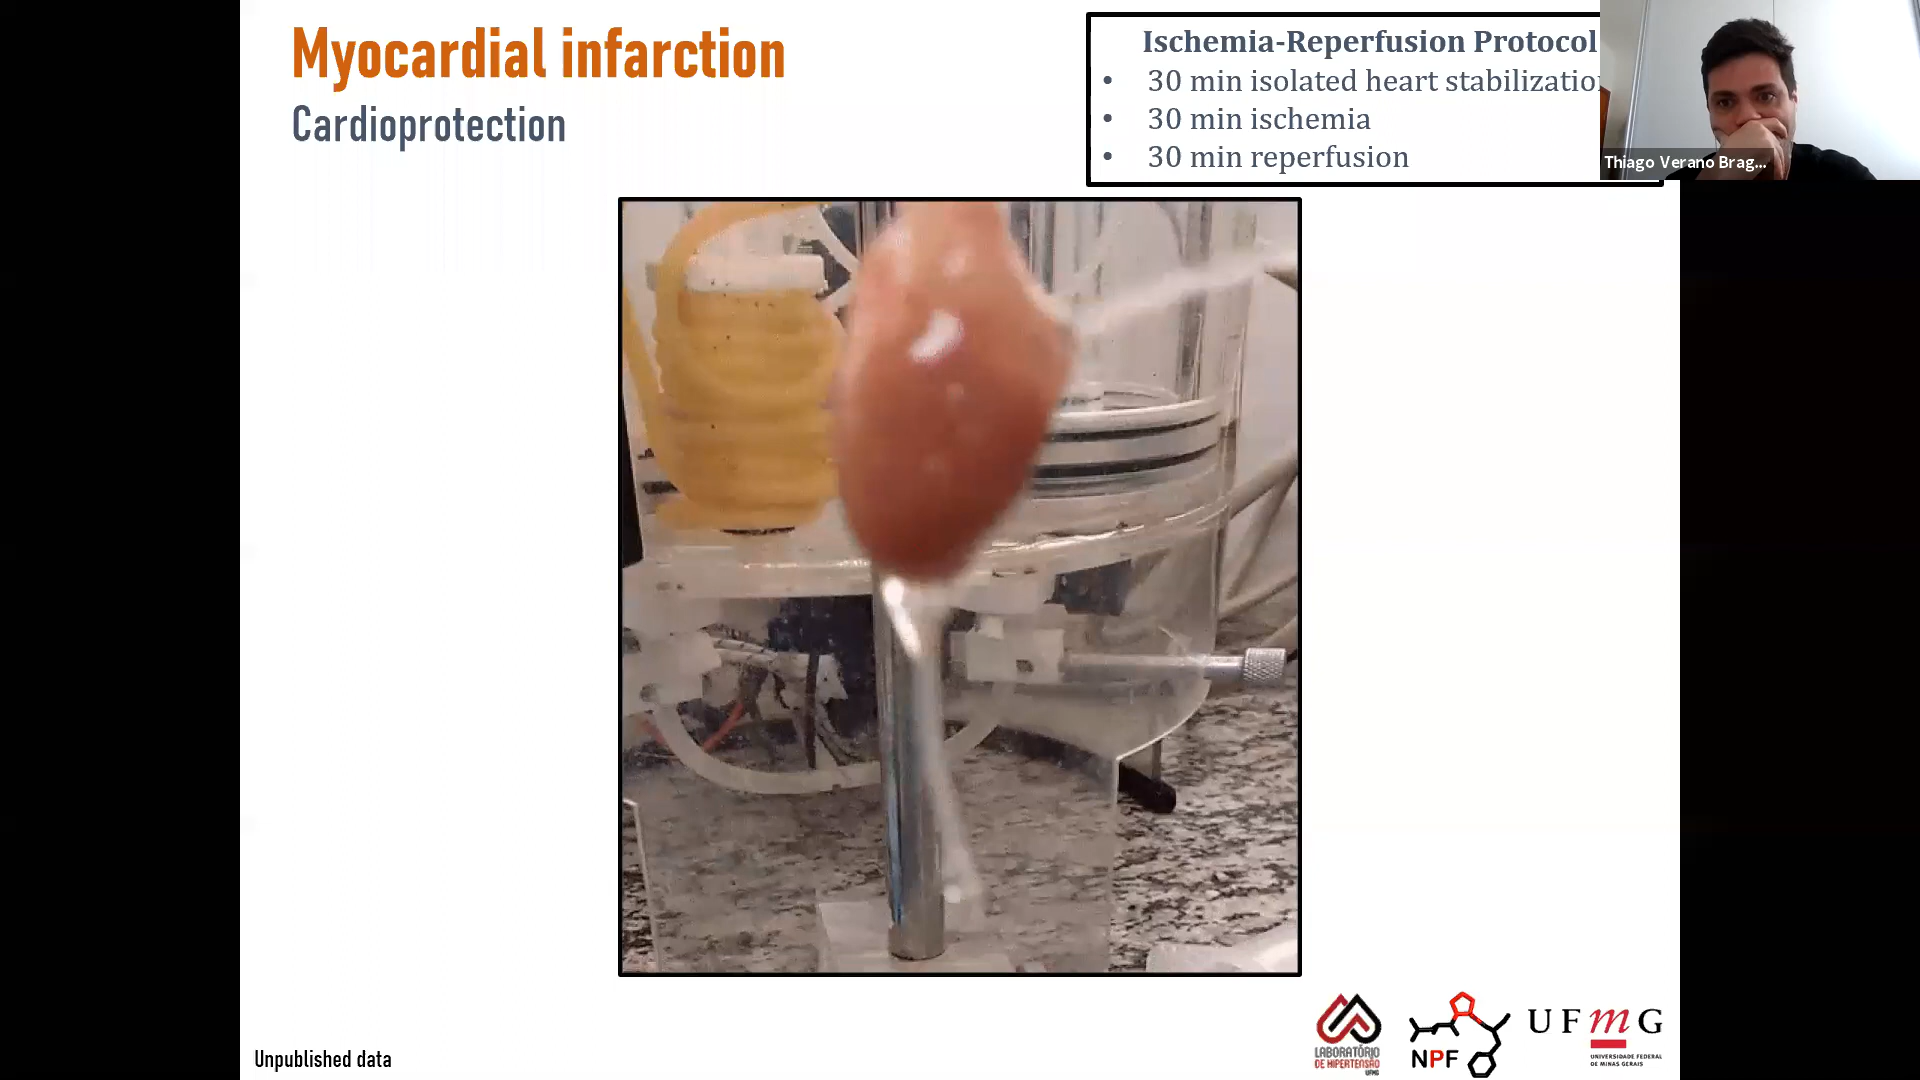 Myocardial infarction
Cardioprotection
Ischemia-Reperfusion Protocol
• 30 min isolated heart stabilizatio
• 30 min ischemia
• 30 min reperfusion
Thiago Verano Brag...
Unpublished data
LABORATÓRIO
DE HIPERTENSÃO
UFMG
NPF
UFmG
UNIVERSIDADE FEDERAL
DE MINAS GERAIS